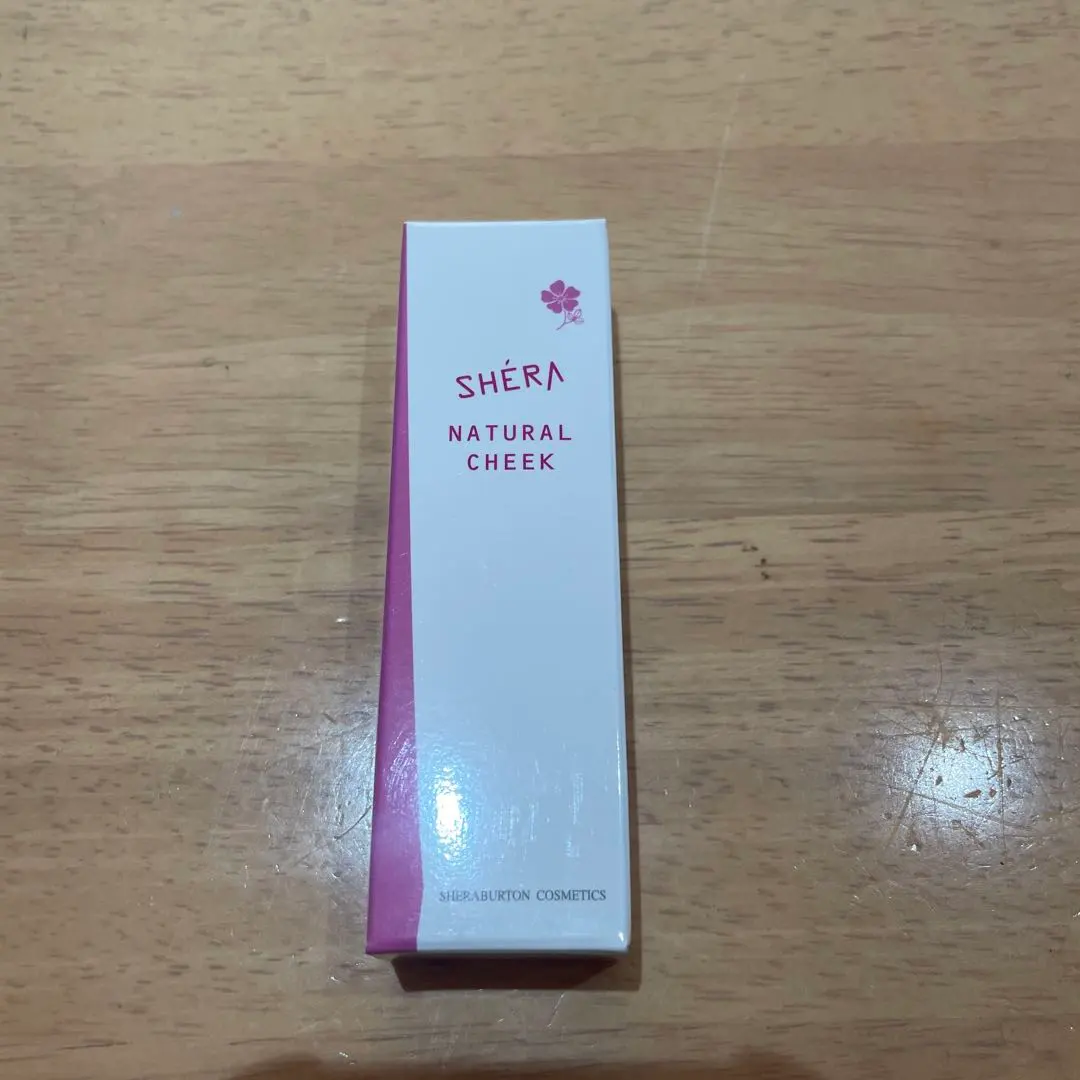 SHÉRA
NATURAL
CHEEK
SHERABURTON COSMETICS